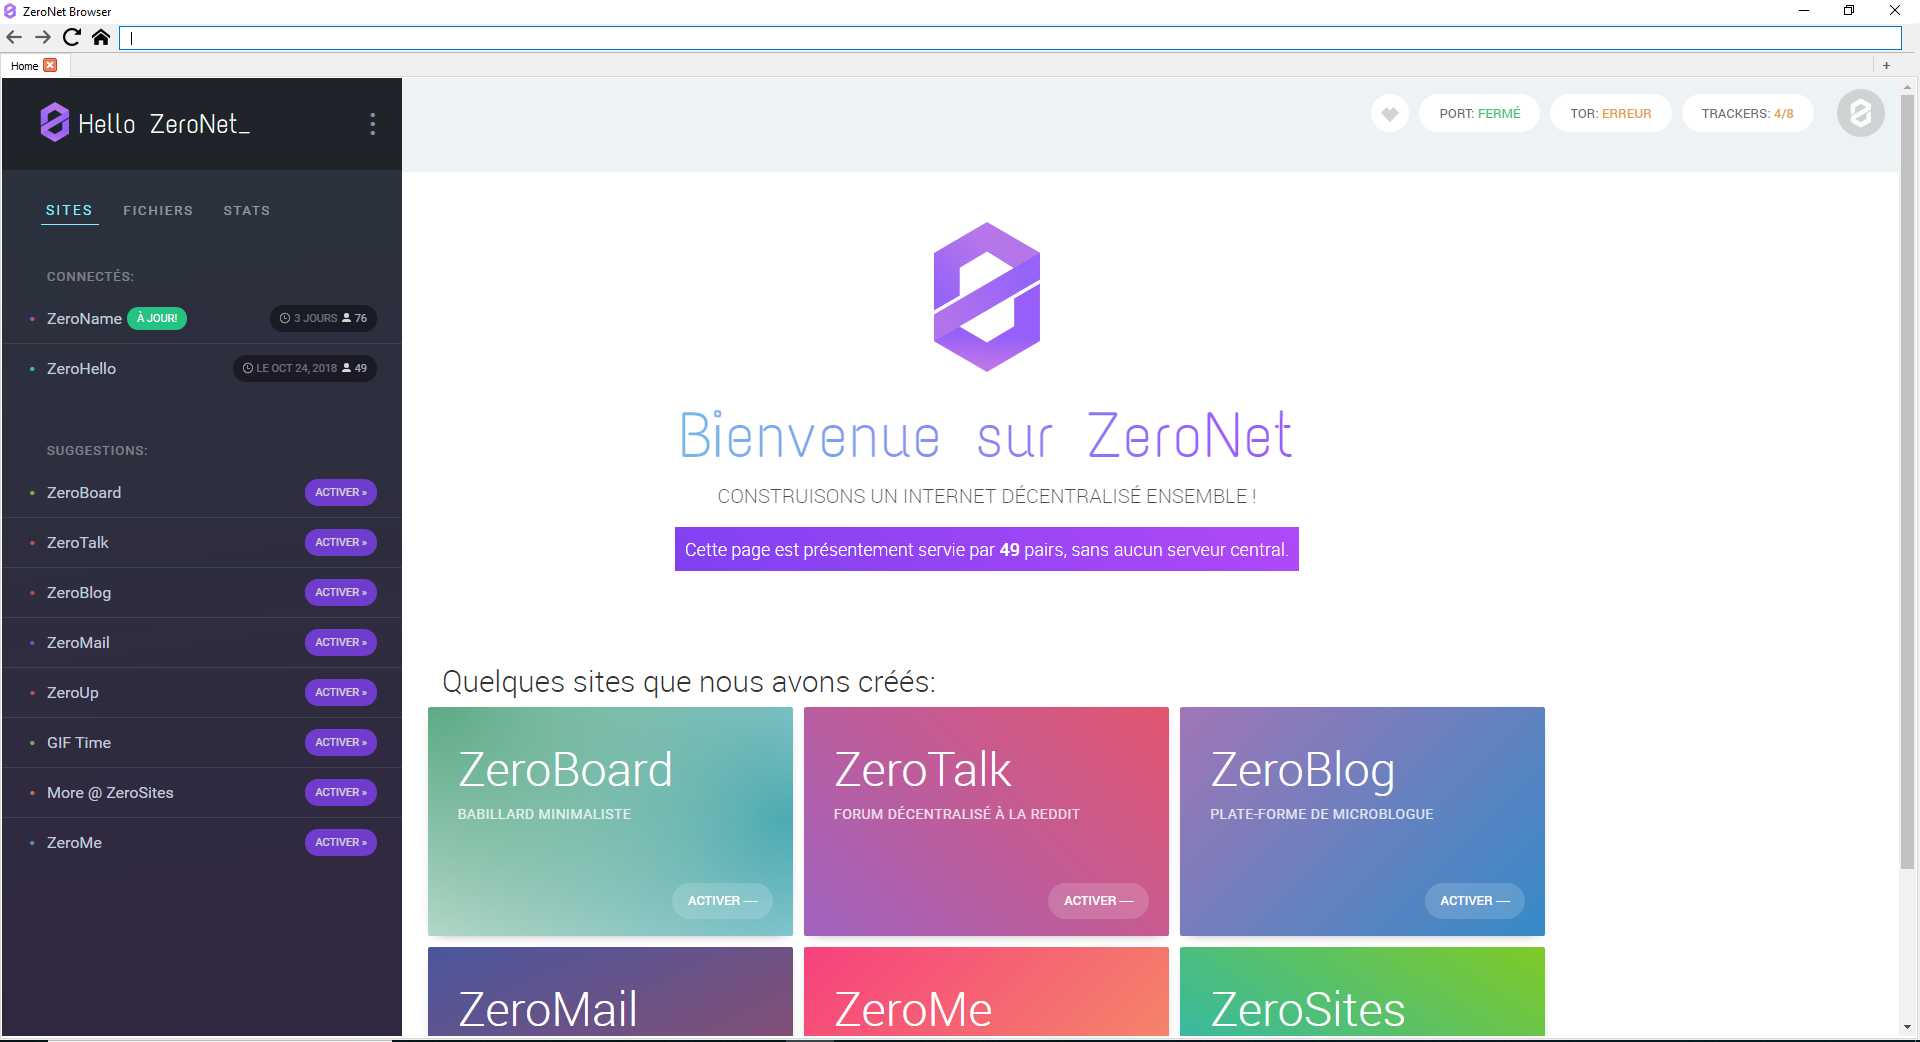 ZeroNet Browser
Home
+
Hello ZeroNet_
PORT: FERMÉ
TOR: ERREUR
TRACKERS: 4/8
SITES FICHIERS STATS
CONNECTÉS:
ZeroName À JOUR! 3 JOURS 76
ZeroHello LE OCT 24, 2018 49
SUGGESTIONS:
ZeroBoard ACTIVER »
ZeroTalk ACTIVER »
ZeroBlog ACTIVER »
ZeroMail ACTIVER »
ZeroUp ACTIVER »
GIF Time ACTIVER »
More @ ZeroSites ACTIVER »
ZeroMe ACTIVER »
Bienvenue sur ZeroNet
CONSTRUISONS UN INTERNET DÉCENTRALISÉ ENSEMBLE !
Cette page est présentement servie par 49 pairs, sans aucun serveur central.
Quelques sites que nous avons créés:
ZeroBoard
BABILLARD MINIMALISTE
ACTIVER —
ZeroTalk
FORUM DÉCENTRALISÉ À LA REDDIT
ACTIVER —
ZeroBlog
PLATE-FORME DE MICROBLOGUE
ACTIVER —
ZeroMail
ZeroMe
ZeroSites